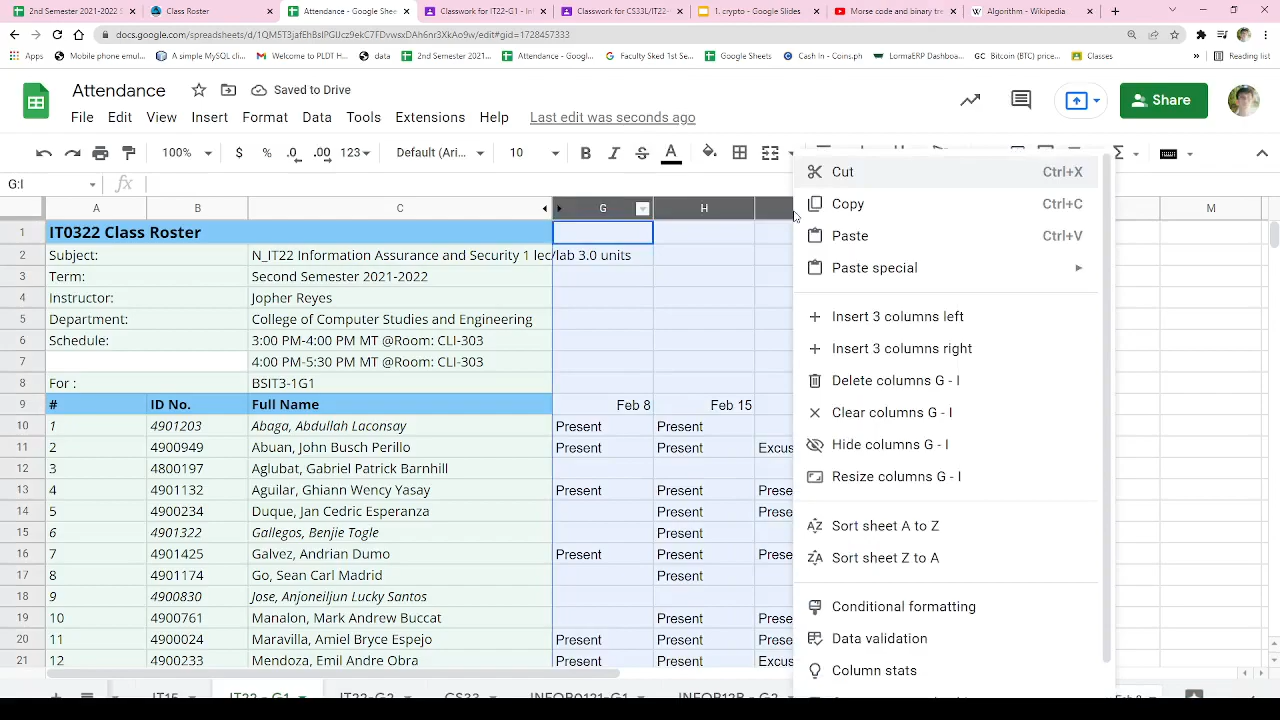 2nd Semester 2021-2022 S
Class Roster
Attendance - Google Shee
Classwork for IT22-G1 - In
Classwork for CS33L/IT22-
1. crypto - Google Slides
Morse code and binary tre
Algorithm - Wikipedia
docs.google.com/spreadsheets/d/1QM5T3jafEhBsIPGUcz9ekC7FDvwsxDAh6nr3XkAo9w/edit#gid=1728457333
Apps
Mobile phone emul...
A simple MySQL cli...
Welcome to PLDT H...
data
2nd Semester 2021...
Attendance - Googl...
Faculty Sked 1st Se...
Google Sheets
Cash In - Coins.ph
LormaERP Dashboa...
Bitcoin (BTC) price...
Classes
Reading list
Attendance
Saved to Drive
File Edit View Insert Format Data Tools Extensions Help Last edit was seconds ago
Share
100% $ % .0 .00 123 Default (Ari... 10 B I S A
G:I
A B C G H M
1 IT0322 Class Roster
2 Subject: N_IT22 Information Assurance and Security 1 lec/lab 3.0 units
3 Term: Second Semester 2021-2022
4 Instructor: Jopher Reyes
5 Department: College of Computer Studies and Engineering
6 Schedule: 3:00 PM-4:00 PM MT @Room: CLI-303
7 4:00 PM-5:30 PM MT @Room: CLI-303
8 For : BSIT3-1G1
9 # ID No. Full Name Feb 8 Feb 15
10 1 4901203 Abaga, Abdullah Laconsay Present Present
11 2 4900949 Abuan, John Busch Perillo Present Present Excus
12 3 4800197 Aglubat, Gabriel Patrick Barnhill
13 4 4901132 Aguilar, Ghiann Wency Yasay Present Present Prese
14 5 4900234 Duque, Jan Cedric Esperanza Present Prese
15 6 4901322 Gallegos, Benjie Togle Present
16 7 4901425 Galvez, Andrian Dumo Present Present Prese
17 8 4901174 Go, Sean Carl Madrid Present
18 9 4900830 Jose, Anjoneiljun Lucky Santos
19 10 4900761 Manalon, Mark Andrew Buccat Present Prese
20 11 4900024 Maravilla, Amiel Bryce Espejo Present Present Prese
21 12 4900233 Mendoza, Emil Andre Obra Present Present Excus
Cut Ctrl+X
Copy Ctrl+C
Paste Ctrl+V
Paste special
Insert 3 columns left
Insert 3 columns right
Delete columns G - I
Clear columns G - I
Hide columns G - I
Resize columns G - I
Sort sheet A to Z
Sort sheet Z to A
Conditional formatting
Data validation
Column stats
IT15 IT22 - G1 IT22-G2 CS33 INFOR0121-G1 INFOR12B - G2